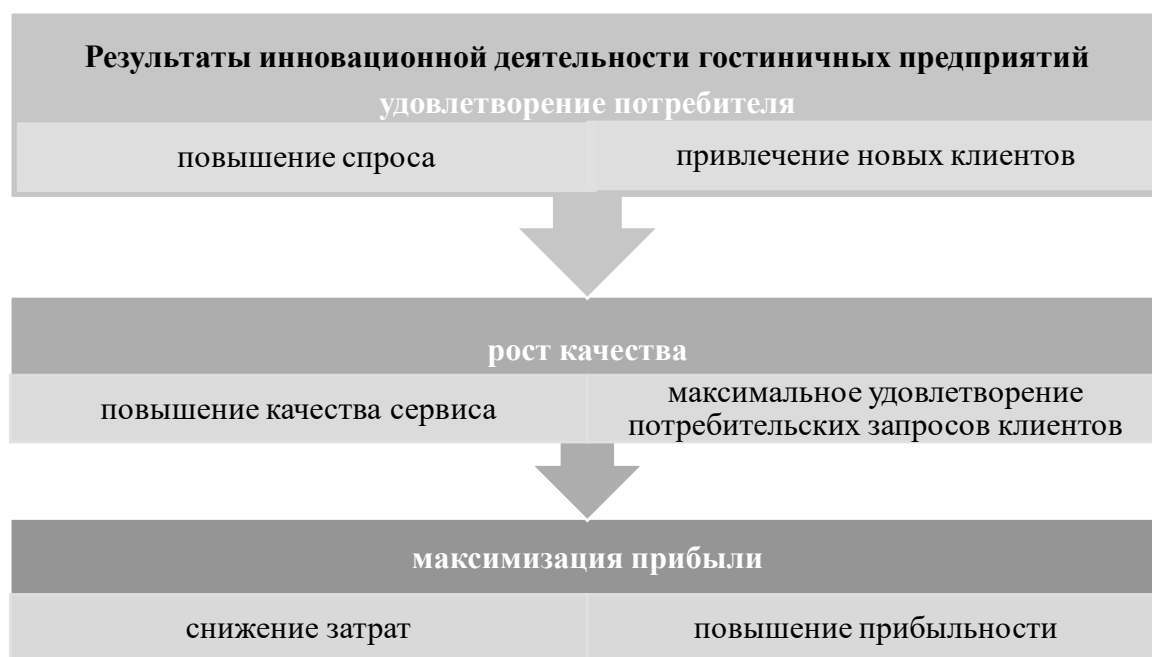 Результаты инновационной деятельности гостиничных предприятий
удовлетворение потребителя
повышение спроса
привлечение новых клиентов
рост качества
повышение качества сервиса
максимальное удовлетворение
потребительских запросов клиентов
максимизация прибыли
снижение затрат
повышение прибыльности